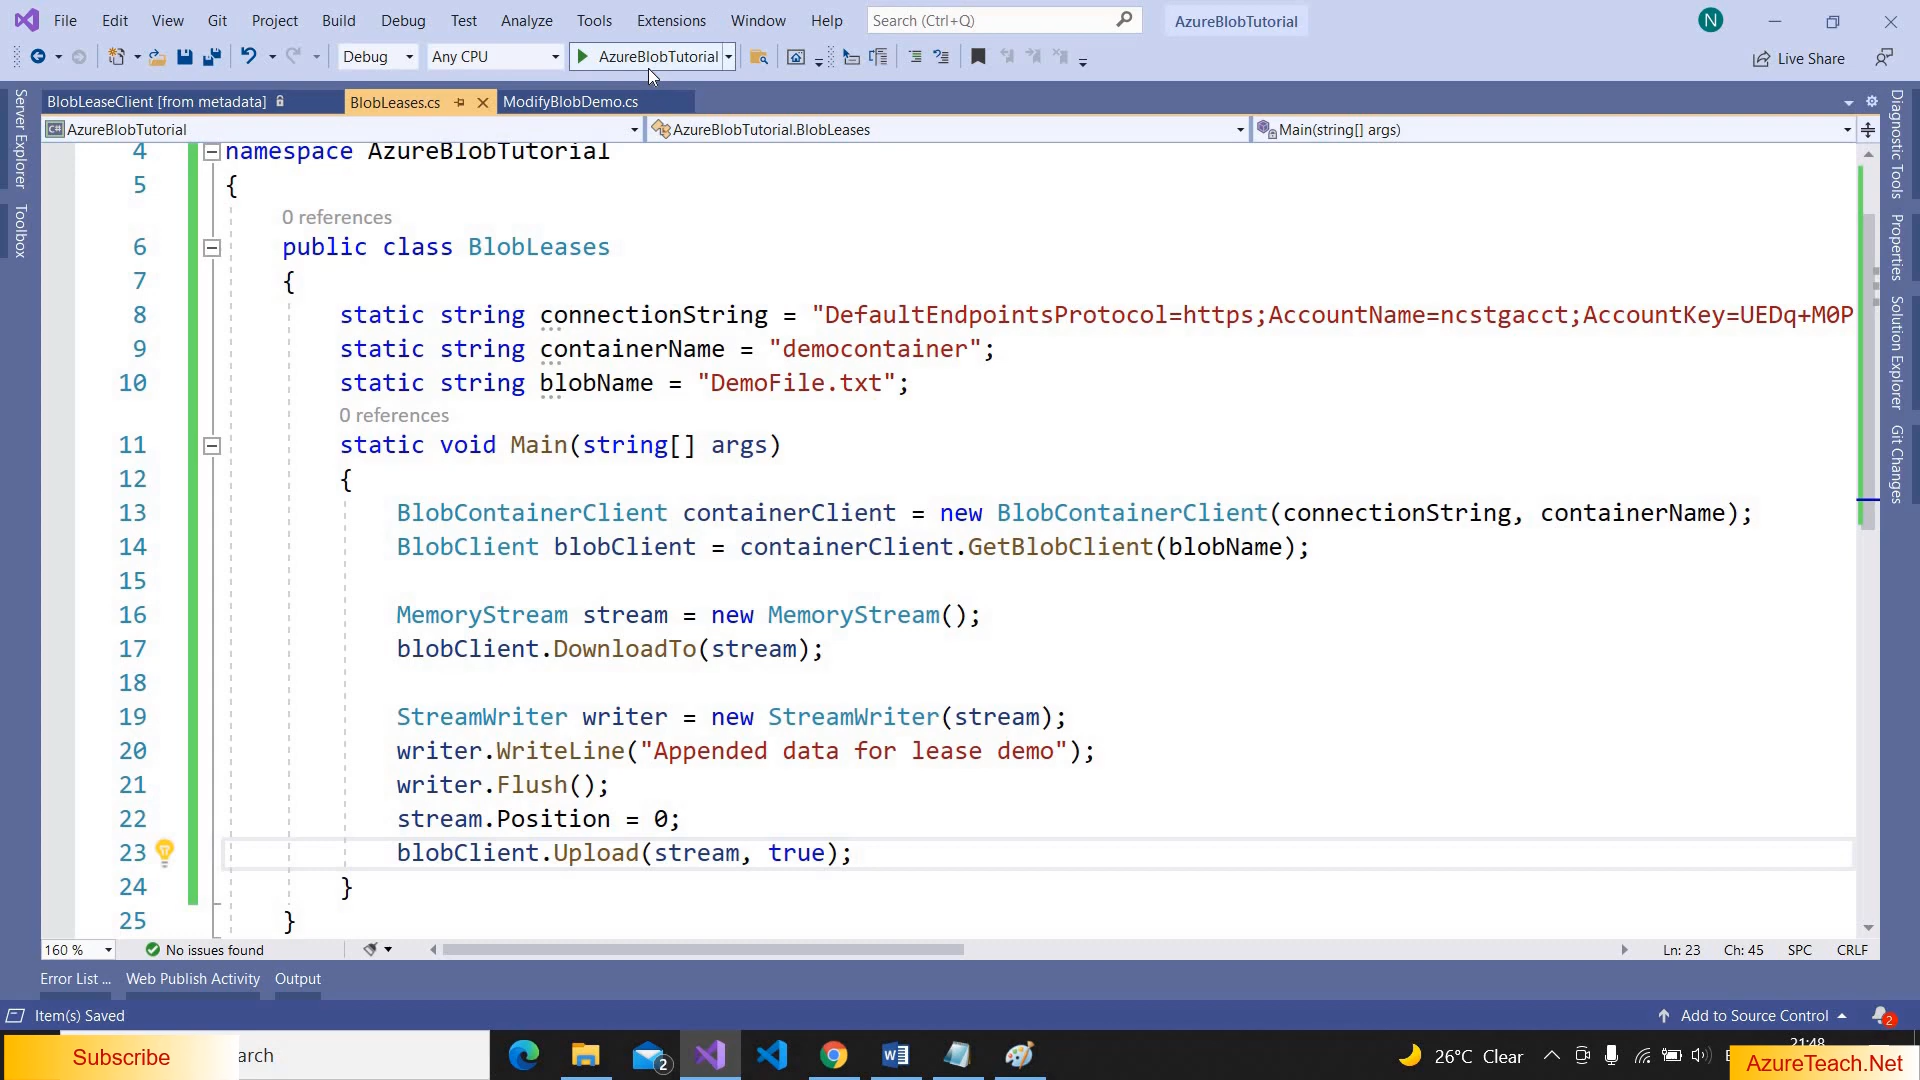 File Edit View Git Project Build Debug Test Analyze Tools Extensions Window Help Search (Ctrl+Q) AzureBlobTutorial N
Debug Any CPU AzureBlobTutorial Live Share
BlobLeaseClient [from metadata] BlobLeases.cs ModifyBlobDemo.cs
AzureBlobTutorial AzureBlobTutorial.BlobLeases Main(string[] args)
Server Explorer
Toolbox
4 namespace AzureBlobTutorial
5 {
0 references
6 public class BlobLeases
7 {
8 static string connectionString = "DefaultEndpointsProtocol=https;AccountName=ncstgacct;AccountKey=UEDq+M0P
9 static string containerName = "democontainer";
10 static string blobName = "DemoFile.txt";
0 references
11 static void Main(string[] args)
12 {
13 BlobContainerClient containerClient = new BlobContainerClient(connectionString, containerName);
14 BlobClient blobClient = containerClient.GetBlobClient(blobName);
15
16 MemoryStream stream = new MemoryStream();
17 blobClient.DownloadTo(stream);
18
19 StreamWriter writer = new StreamWriter(stream);
20 writer.WriteLine("Appended data for lease demo");
21 writer.Flush();
22 stream.Position = 0;
23 blobClient.Upload(stream, true);
24 }
25 }
Diagnostic Tools
Properties
Solution Explorer
Git Changes
160 % No issues found Ln: 23 Ch: 45 SPC CRLF
Error List ... Web Publish Activity Output
Item(s) Saved Add to Source Control 2
Subscribe arch 2 26°C Clear 21:48
AzureTeach.Net